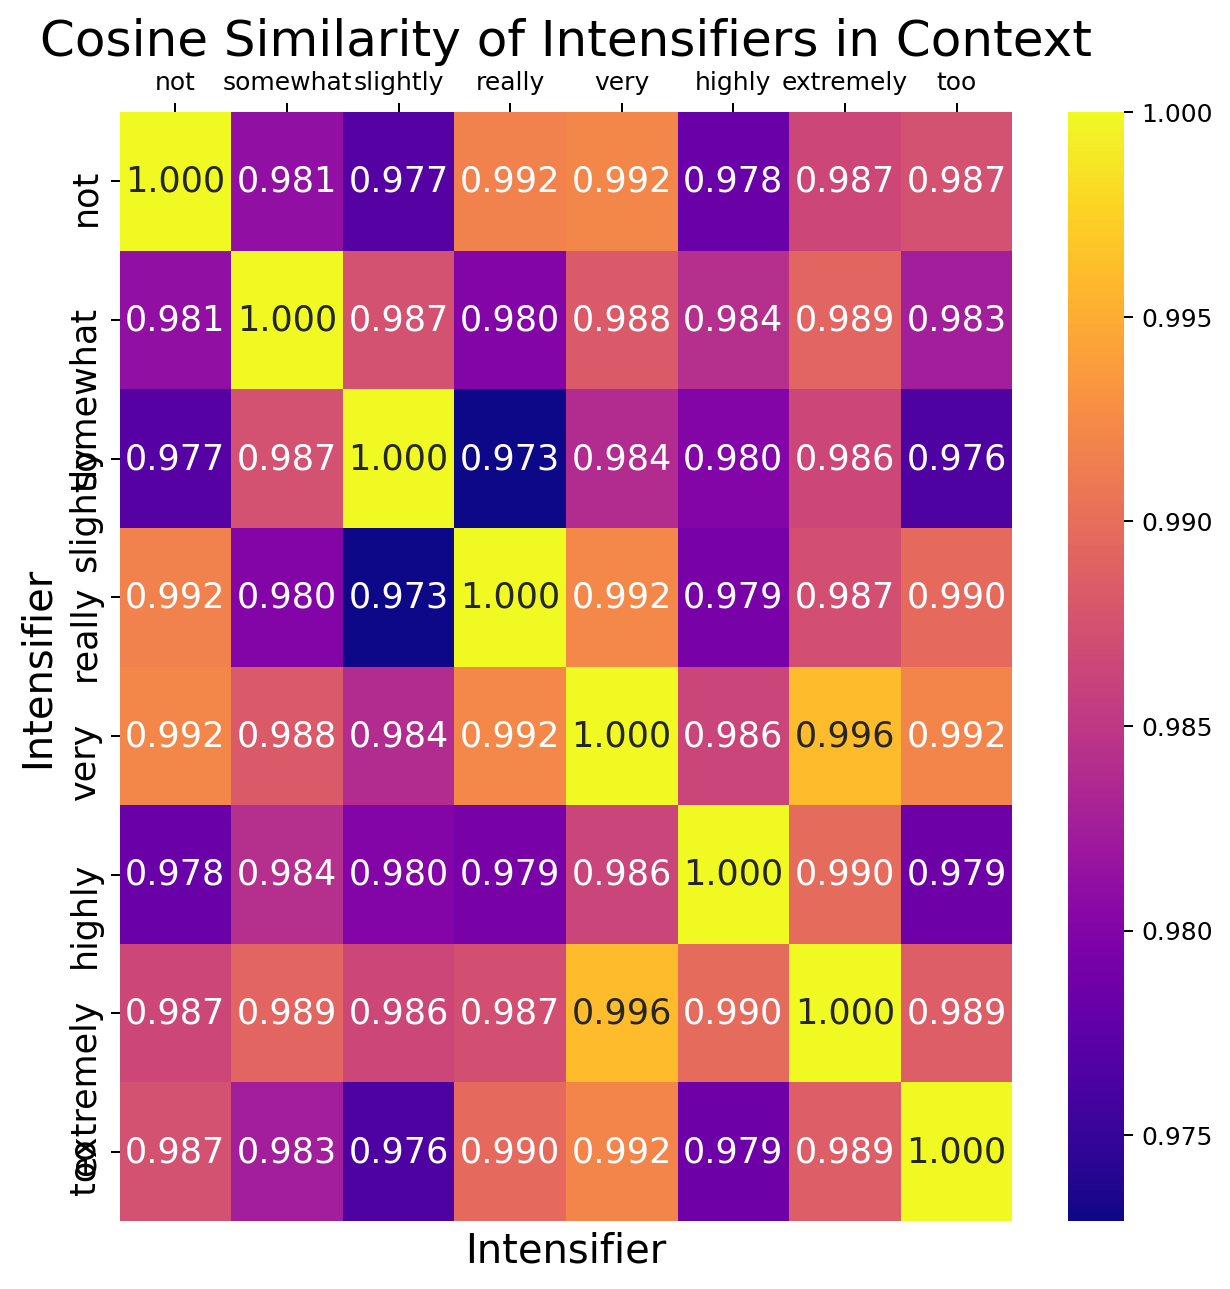 Cosine Similarity of Intensifiers in Context
not somewhat slightly really very highly extremely too
not 1.000 0.981 0.977 0.992 0.992 0.978 0.987 0.987
somewhat 0.981 1.000 0.987 0.980 0.988 0.984 0.989 0.983
slightly 0.977 0.987 1.000 0.973 0.984 0.980 0.986 0.976
really 0.992 0.980 0.973 1.000 0.992 0.979 0.987 0.990
very 0.992 0.988 0.984 0.992 1.000 0.986 0.996 0.992
highly 0.978 0.984 0.980 0.979 0.986 1.000 0.990 0.979
extremely 0.987 0.989 0.986 0.987 0.996 0.990 1.000 0.989
too 0.987 0.983 0.976 0.990 0.992 0.979 0.989 1.000
Intensifier
Intensifier
1.000
0.995
0.990
0.985
0.980
0.975